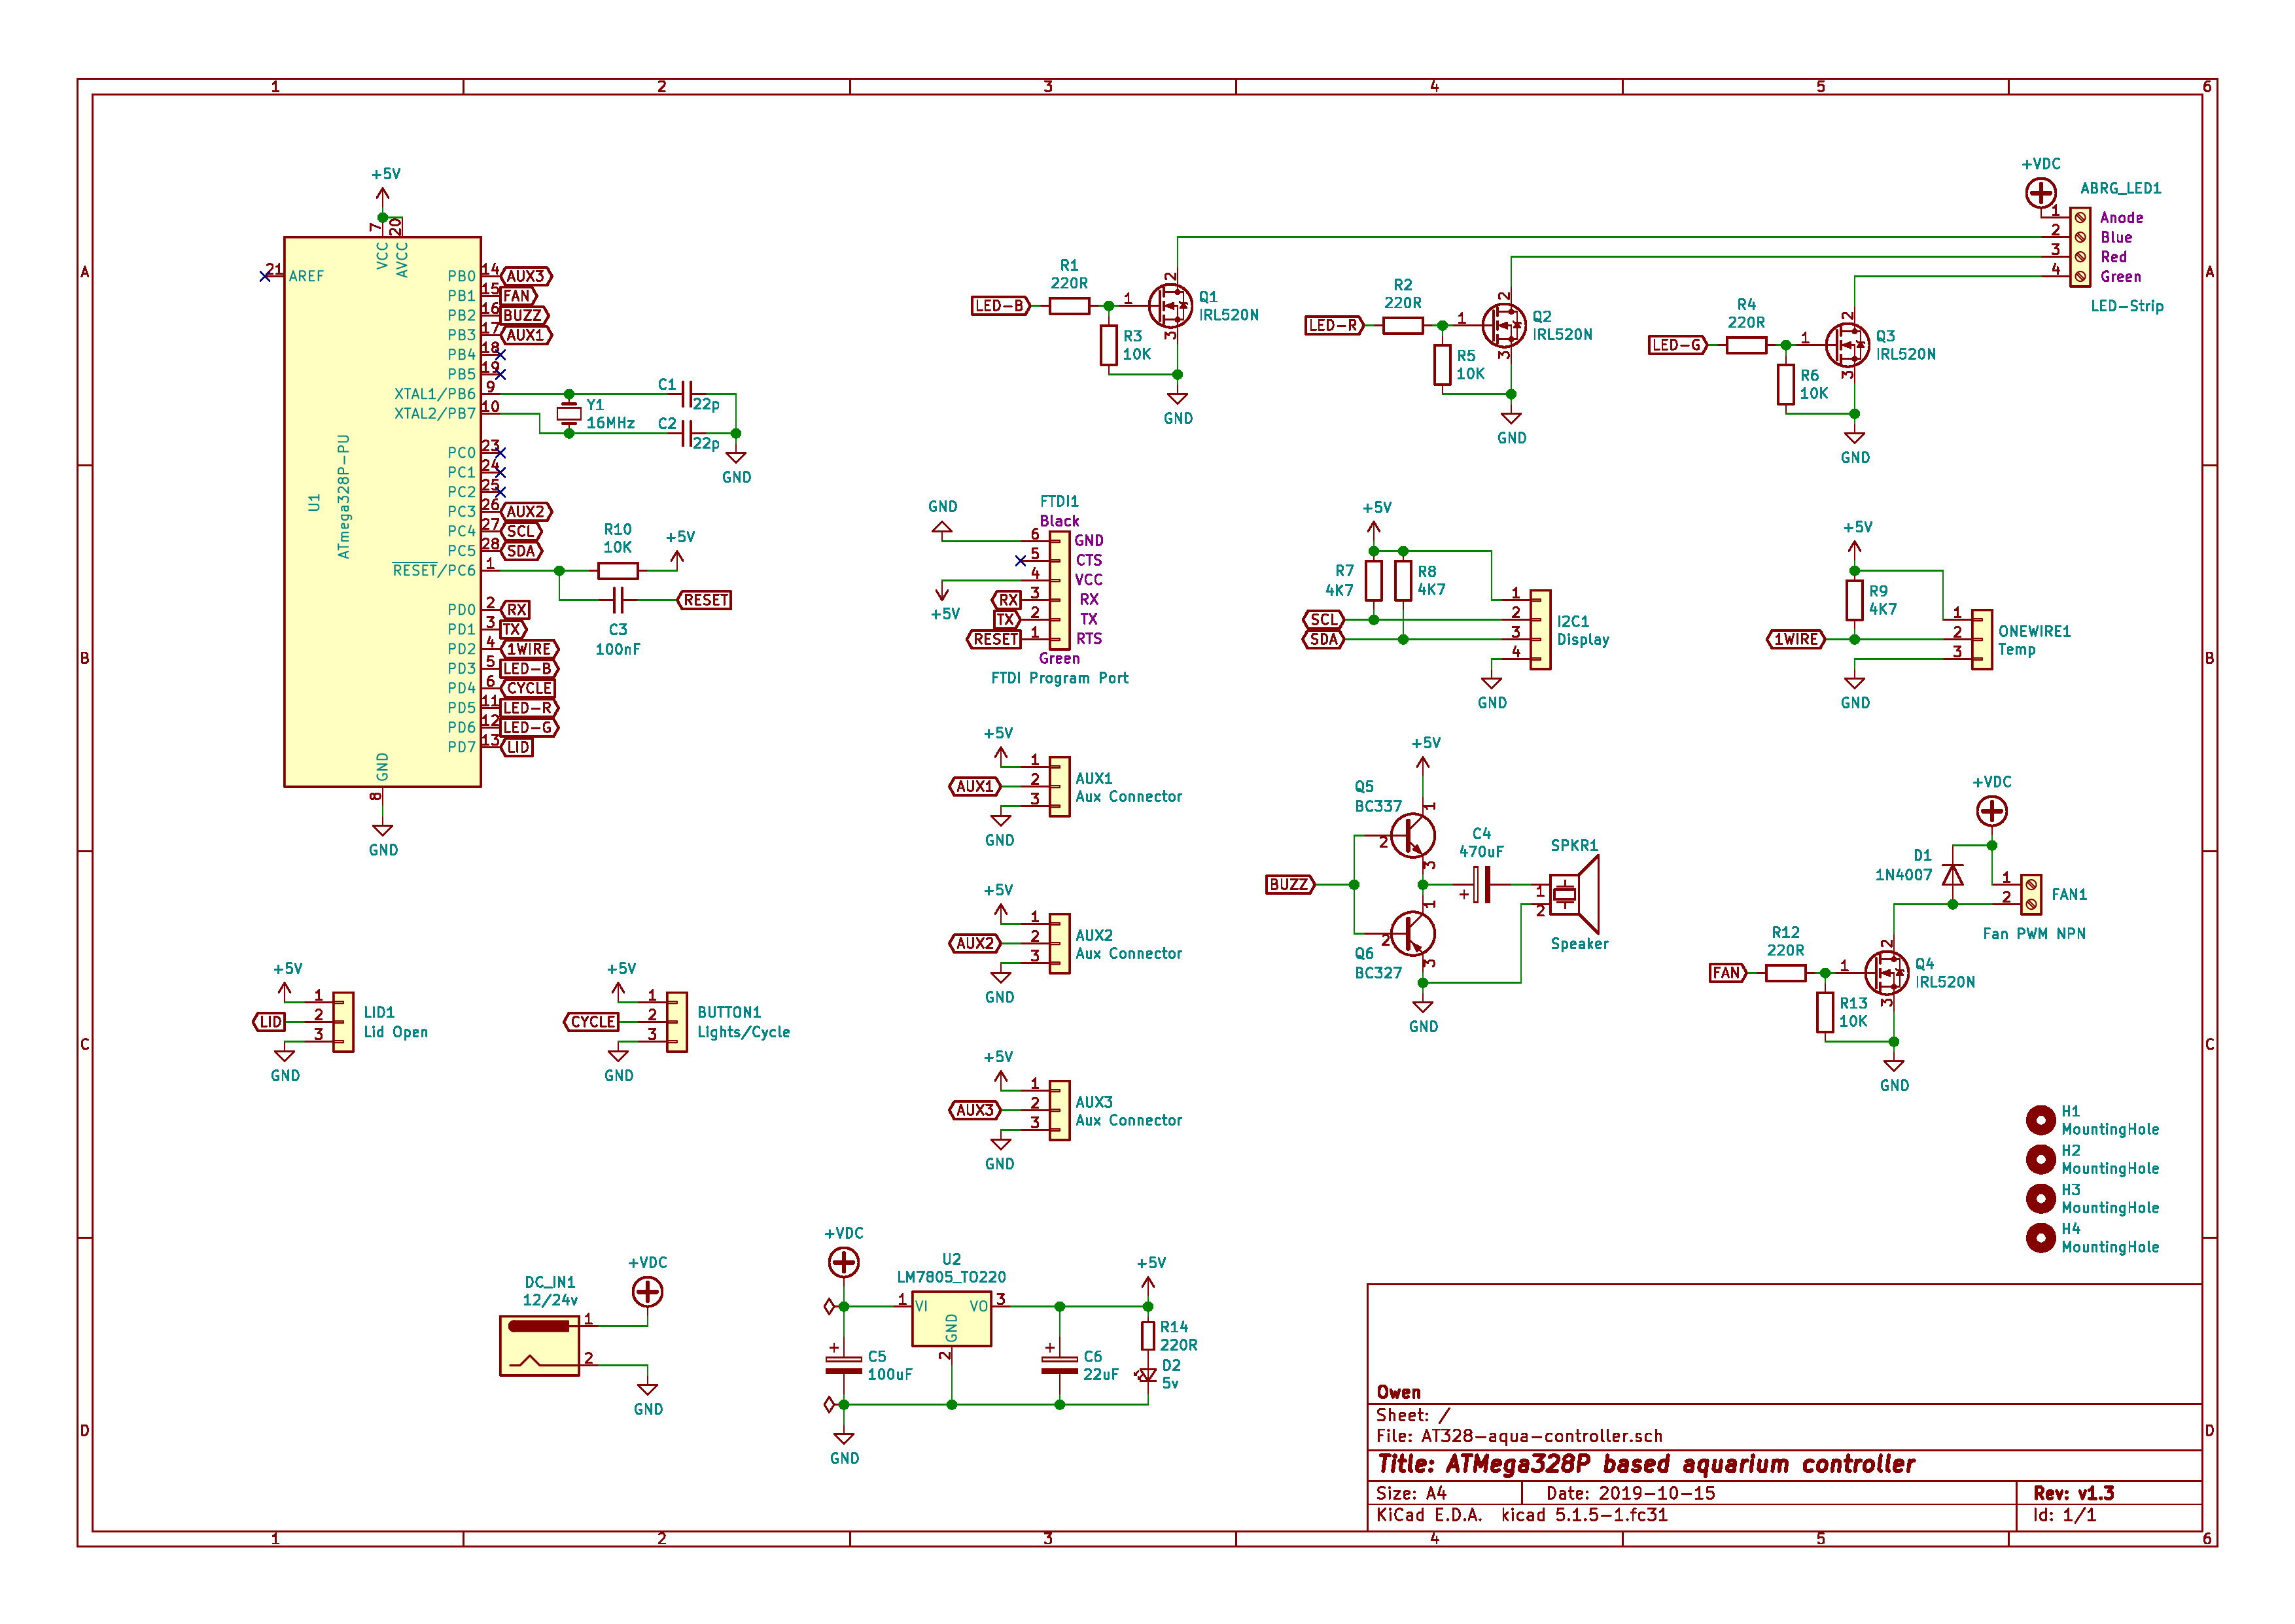 1 2 3 4 5 6
A
B
C
D
+5V
7 20
VCC AVCC
21 AREF
U1
ATmega328P-PU
PB0 14 AUX3
PB1 15 FAN
PB2 16 BUZZ
PB3 17 AUX1
PB4 18
PB5 19
XTAL1/PB6 9
XTAL2/PB7 10
PC0 23
PC1 24
PC2 25
PC3 26 AUX2
PC4 27 SCL
PC5 28 SDA
RESET/PC6 1
PD0 2 RX
PD1 3 TX
PD2 4 1WIRE
PD3 5 LED-B
PD4 6 CYCLE
PD5 11 LED-R
PD6 12 LED-G
PD7 13 LID
GND
8
GND
Y1
16MHz
C1
22p
C2
22p
GND
R10
10K
+5V
RESET
C3
100nF
LED-B
R1
220R
1
2
3
Q1
IRL520N
R3
10K
GND
LED-R
R2
220R
1
2
3
Q2
IRL520N
R5
10K
GND
LED-G
R4
220R
1
2
3
Q3
IRL520N
R6
10K
GND
+VDC
ABRG_LED1
1 Anode
2 Blue
3 Red
4 Green
LED-Strip
GND
+5V
FTDI1
Black
6 GND
5 CTS
4 VCC
RX 3 RX
TX 2 TX
RESET 1 RTS
Green
FTDI Program Port
+5V
R7
4K7
R8
4K7
SCL
SDA
1
2
3
4
I2C1
Display
GND
+5V
R9
4K7
1WIRE
1
2
3
ONEWIRE1
Temp
GND
+5V
AUX1
1
2
3
AUX1
Aux Connector
GND
+5V
AUX2
1
2
3
AUX2
Aux Connector
GND
+5V
AUX3
1
2
3
AUX3
Aux Connector
GND
+5V
Q5
BC337
1
2
3
BUZZ
C4
470uF
+
SPKR1
1
2
Speaker
1
2
3
Q6
BC327
GND
+VDC
D1
1N4007
1
2
FAN1
Fan PWM NPN
FAN
R12
220R
1
2
3
Q4
IRL520N
R13
10K
GND
+5V
LID
1
2
3
LID1
Lid Open
GND
+5V
CYCLE
1
2
3
BUTTON1
Lights/Cycle
GND
H1
MountingHole
H2
MountingHole
H3
MountingHole
H4
MountingHole
DC_IN1
12/24v
1
2
+VDC
GND
+VDC
U2
LM7805_TO220
1 VI VO 3
GND
2
+
C5
100uF
+
C6
22uF
+5V
R14
220R
D2
5v
GND
Owen
Sheet: /
File: AT328-aqua-controller.sch
Title: ATMega328P based aquarium controller
Size: A4 Date: 2019-10-15 Rev: v1.3
KiCad E.D.A. kicad 5.1.5-1.fc31 Id: 1/1
A
B
C
D
1 2 3 4 5 6